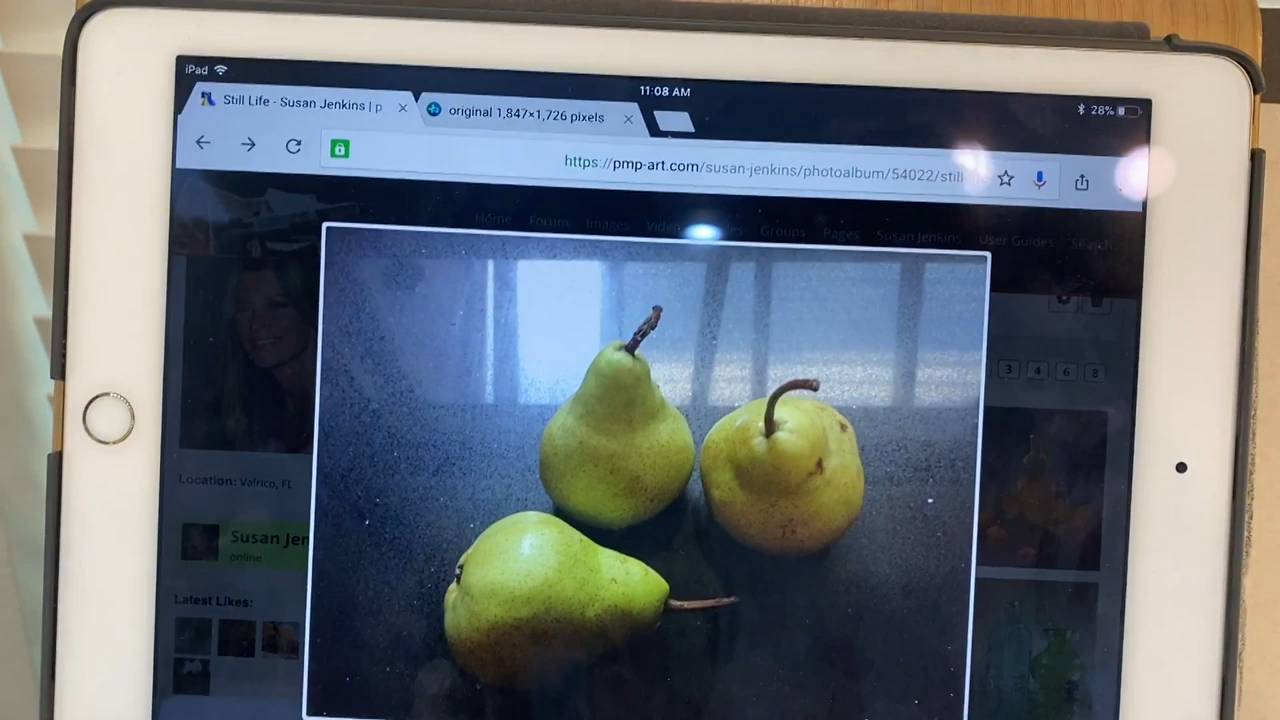 iPad
11:08 AM
28%
Still Life - Susan Jenkins | p
original 1,847×1,726 pixels
https://pmp-art.com/susan-jenkins/photoalbum/54022/still
Home Forum Images Groups Pages Susan Jenkins User Guides Search
3 4 6 8
Location: Valrico, FL
Susan Jen
online
Latest Likes: